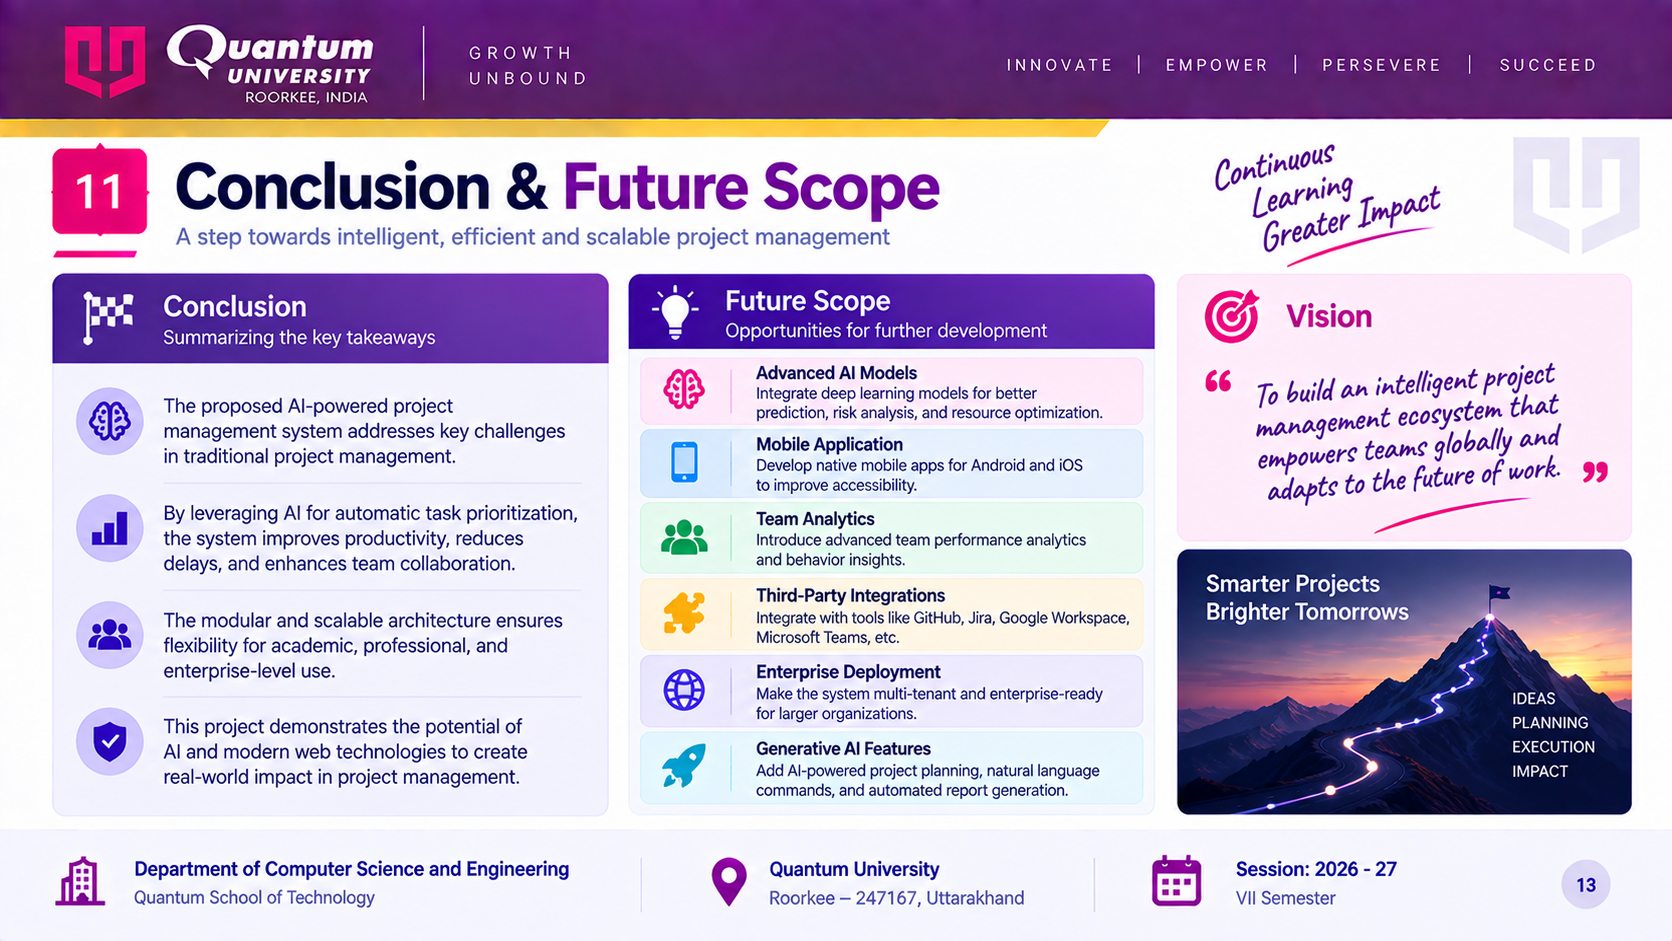 Quantum
UNIVERSITY
ROORKEE, INDIA
GROWTH
UNBOUND
INNOVATE | EMPOWER | PERSEVERE | SUCCEED
11
Conclusion & Future Scope
A step towards intelligent, efficient and scalable project management
Continuous
Learning
Greater Impact
Conclusion
Summarizing the key takeaways
The proposed AI-powered project
management system addresses key challenges
in traditional project management.
By leveraging AI for automatic task prioritization,
the system improves productivity, reduces
delays, and enhances team collaboration.
The modular and scalable architecture ensures
flexibility for academic, professional, and
enterprise-level use.
This project demonstrates the potential of
AI and modern web technologies to create
real-world impact in project management.
Future Scope
Opportunities for further development
Advanced AI Models
Integrate deep learning models for better
prediction, risk analysis, and resource optimization.
Mobile Application
Develop native mobile apps for Android and iOS
to improve accessibility.
Team Analytics
Introduce advanced team performance analytics
and behavior insights.
Third-Party Integrations
Integrate with tools like GitHub, Jira, Google Workspace,
Microsoft Teams, etc.
Enterprise Deployment
Make the system multi-tenant and enterprise-ready
for larger organizations.
Generative AI Features
Add AI-powered project planning, natural language
commands, and automated report generation.
Vision
“ To build an intelligent project
management ecosystem that
empowers teams globally and
adapts to the future of work. ”
Smarter Projects
Brighter Tomorrows
IDEAS
PLANNING
EXECUTION
IMPACT
Department of Computer Science and Engineering
Quantum School of Technology
Quantum University
Roorkee – 247167, Uttarakhand
Session: 2026 - 27
VII Semester
13